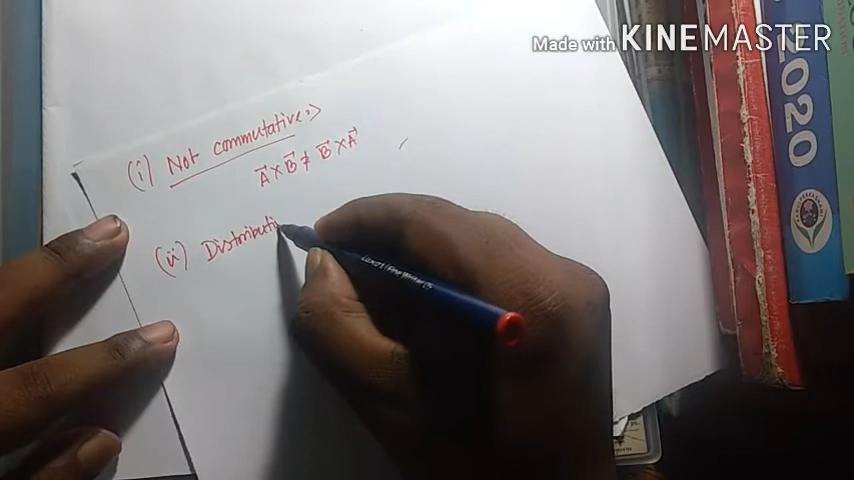 Made with KINEMASTER
(i) Not commutative :->
A⃗ × B⃗ ≠ B⃗ × A⃗
(ii) Distributi
2020